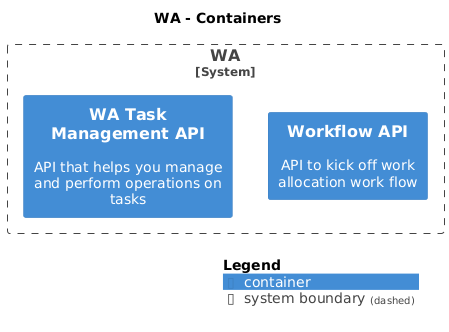 WA - Containers
WA
[System]
WA Task
Management API
API that helps you manage
and perform operations on
tasks
Workflow API
API to kick off work
allocation work flow
Legend
container
system boundary (dashed)